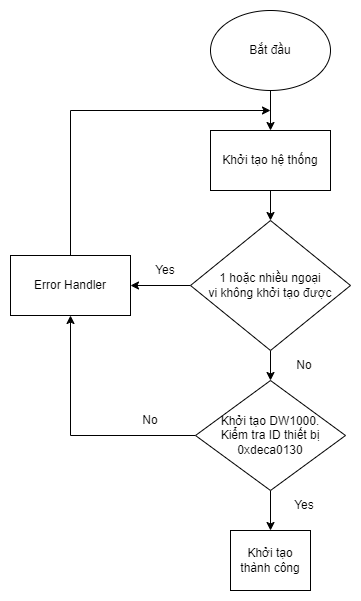 Bắt đầu
Khởi tạo hệ thống
1 hoặc nhiều ngoại
vi không khởi tạo được
Yes
Error Handler
No
Khởi tạo DW1000.
Kiểm tra ID thiết bị
0xdeca0130
No
Yes
Khởi tạo
thành công